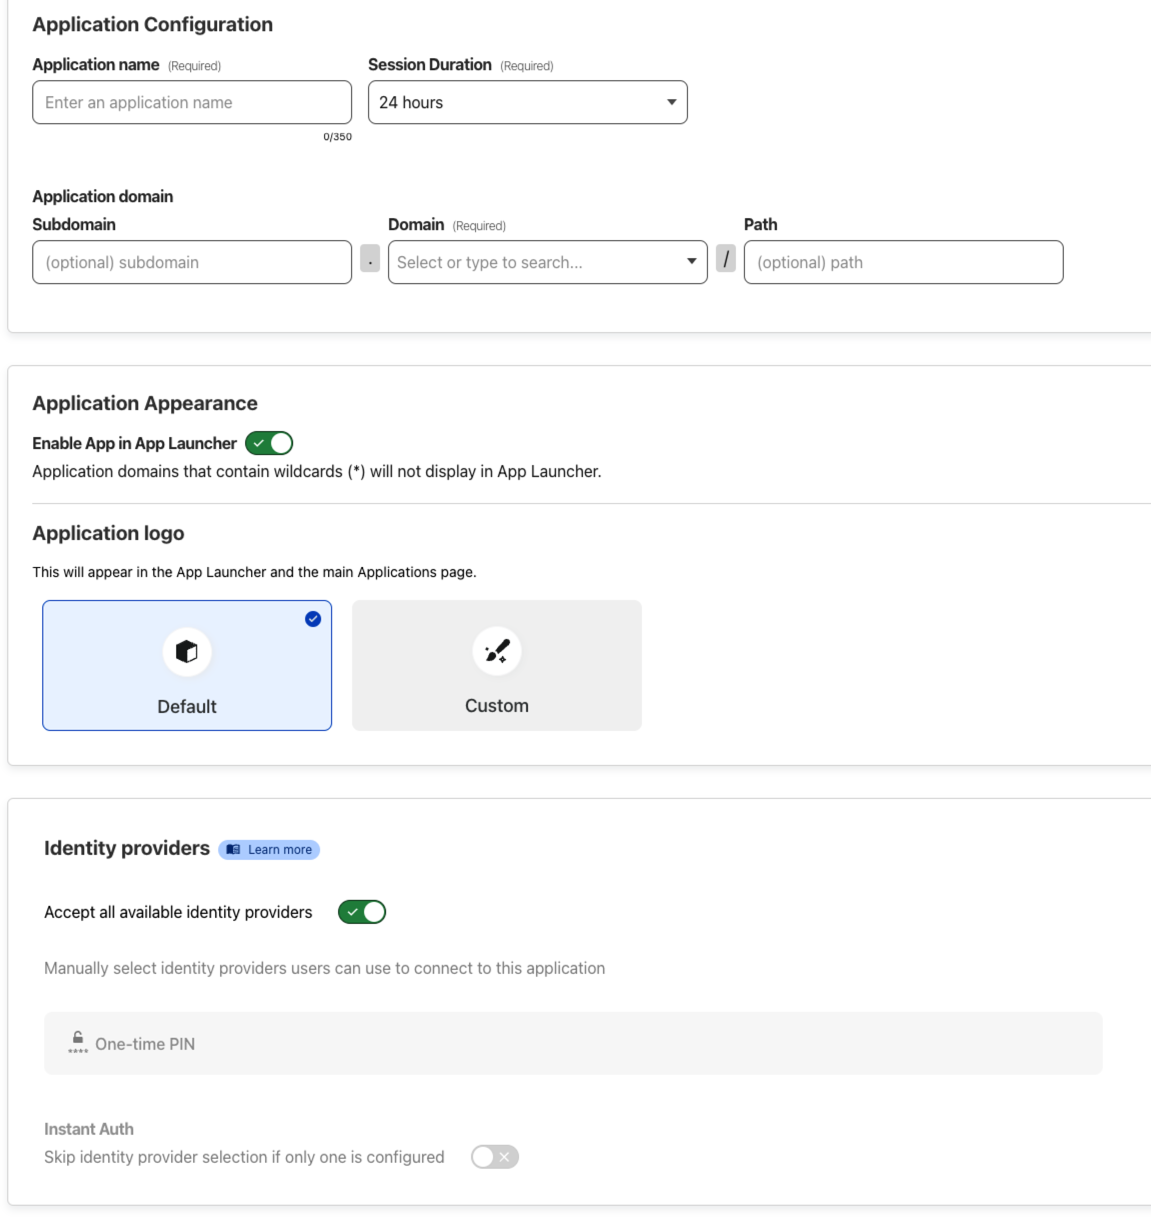 Application Configuration
Application name (Required)
Session Duration (Required)
Enter an application name
24 hours
0/350
Application domain
Subdomain
Domain (Required)
Path
(optional) subdomain
.
Select or type to search...
/
(optional) path
Application Appearance
Enable App in App Launcher
Application domains that contain wildcards (*) will not display in App Launcher.
Application logo
This will appear in the App Launcher and the main Applications page.
Default
Custom
Identity providers
Learn more
Accept all available identity providers
Manually select identity providers users can use to connect to this application
One-time PIN
Instant Auth
Skip identity provider selection if only one is configured